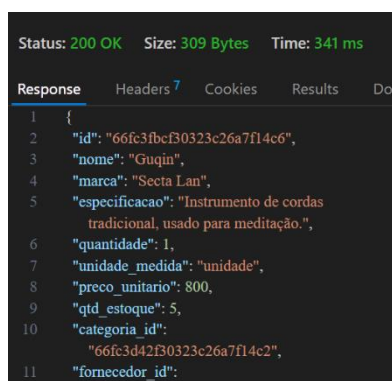 Status: 200 OK Size: 309 Bytes Time: 341 ms
Response Headers 7 Cookies Results Do
1 {
2 "id": "66fc3fbcf30323c26a7f14c6",
3 "nome": "Guqin",
4 "marca": "Secta Lan",
5 "especificacao": "Instrumento de cordas
tradicional, usado para meditação.",
6 "quantidade": 1,
7 "unidade_medida": "unidade",
8 "preco_unitario": 800,
9 "qtd_estoque": 5,
10 "categoria_id":
"66fc3d42f30323c26a7f14c2",
11 "fornecedor_id":